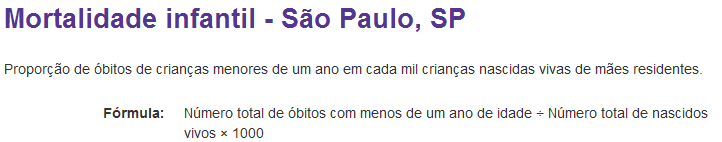 Mortalidade infantil - São Paulo, SP
Proporção de óbitos de crianças menores de um ano em cada mil crianças nascidas vivas de mães residentes.
Fórmula: Número total de óbitos com menos de um ano de idade ÷ Número total de nascidos
vivos × 1000